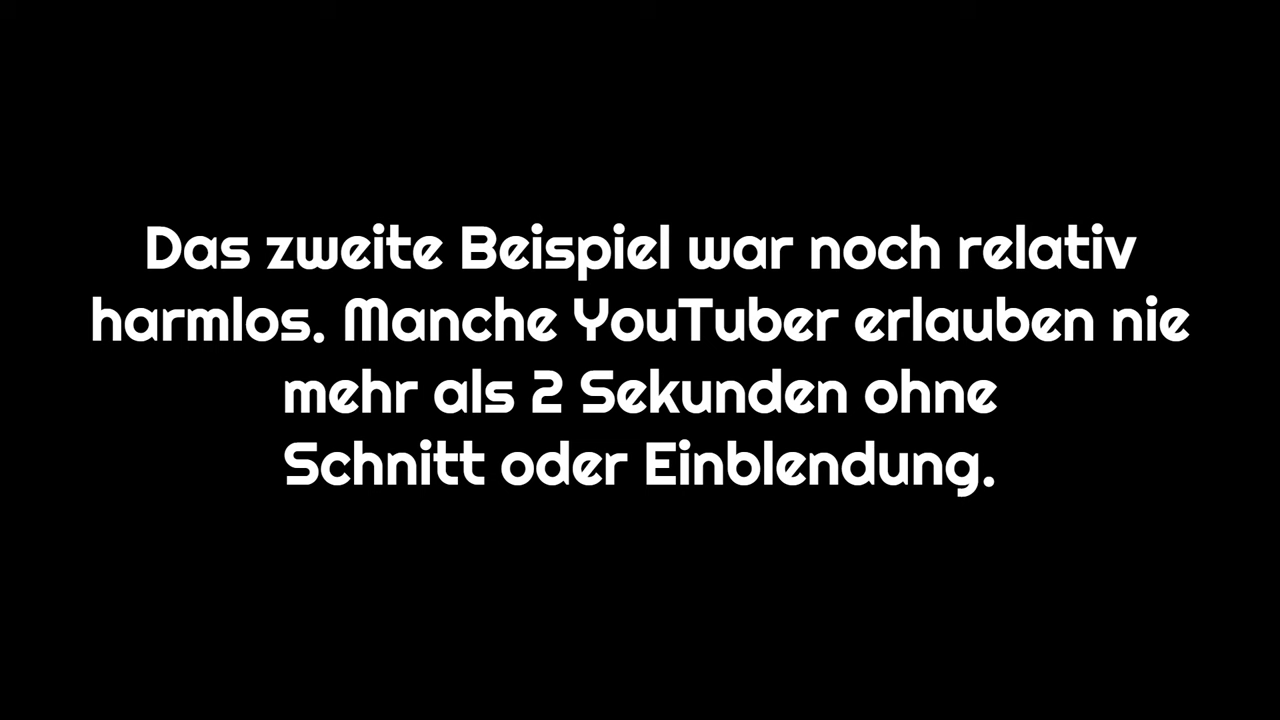 Das zweite Beispiel war noch relativ
harmlos. Manche YouTuber erlauben nie
mehr als 2 Sekunden ohne
Schnitt oder Einblendung.